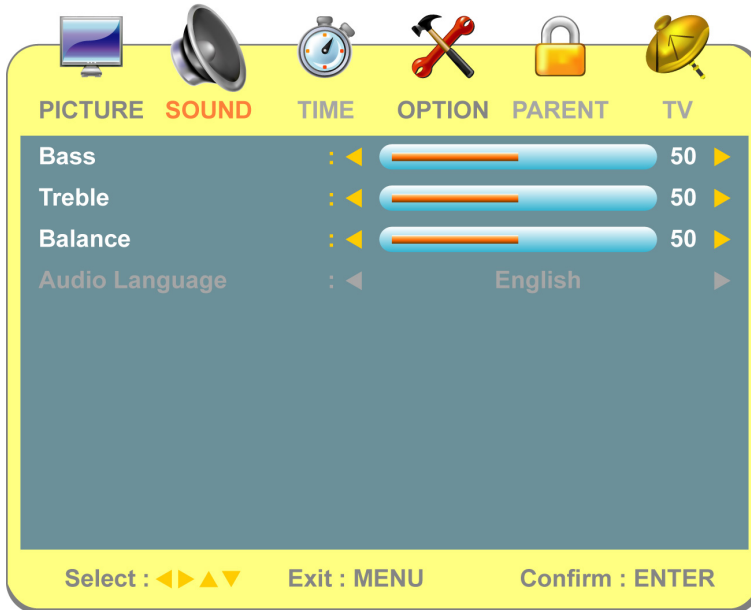 PICTURE SOUND TIME OPTION PARENT TV
Bass : 50
Treble : 50
Balance : 50
Audio Language : English
Select : Exit : MENU Confirm : ENTER